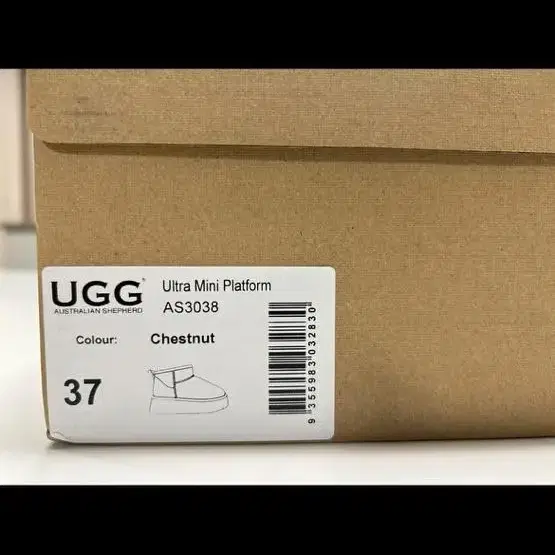 UGG
AUSTRALIAN SHEPHERD
Ultra Mini Platform
AS3038
Colour: Chestnut
37
9 355983 032830